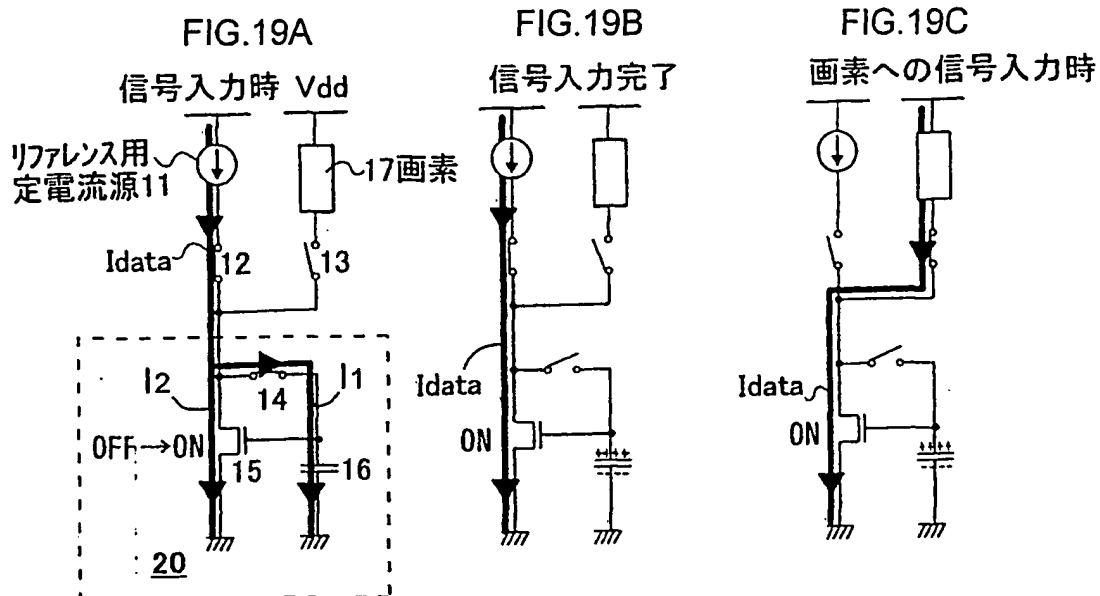 FIG.19A
信号入力時 Vdd
リファレンス用
定電流源11
17画素
Idata
12
13
I2
14
I1
OFF→ON
15
16
20
FIG.19B
信号入力完了
Idata
ON
FIG.19C
画素への信号入力時
Idata
ON